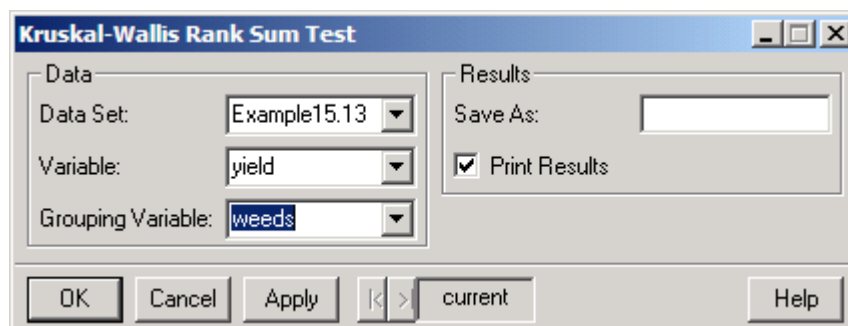 Kruskal-Wallis Rank Sum Test
Data
Data Set: Example15.13
Variable: yield
Grouping Variable: weeds
Results
Save As:
Print Results
OK Cancel Apply current Help